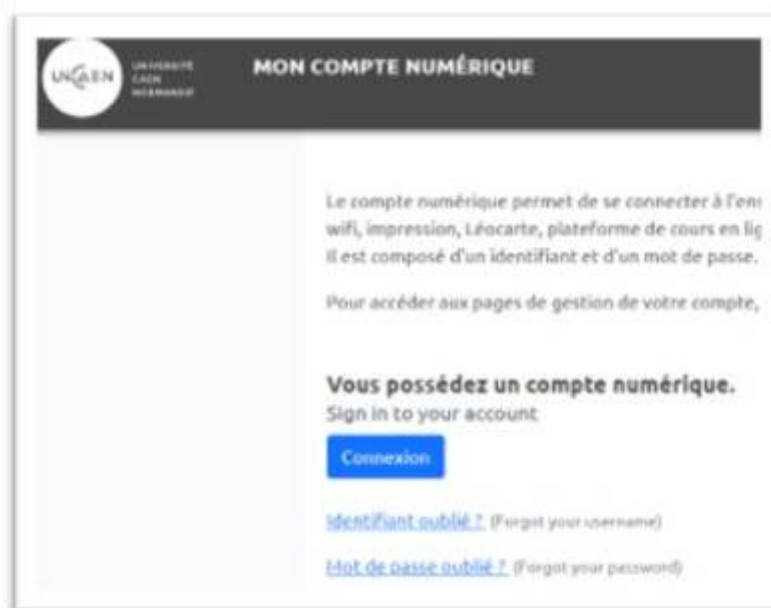 UNICAEN
UNIVERSITÉ
CAEN
NORMANDIE
MON COMPTE NUMÉRIQUE
Le compte numérique permet de se connecter à l'ens
wifi, impression, Léocarte, plateforme de cours en lig
Il est composé d'un identifiant et d'un mot de passe.
Pour accéder aux pages de gestion de votre compte,
Vous possédez un compte numérique.
Sign in to your account
Connexion
Identifiant oublié ? (Forgot your username)
Mot de passe oublié ? (Forgot your password)